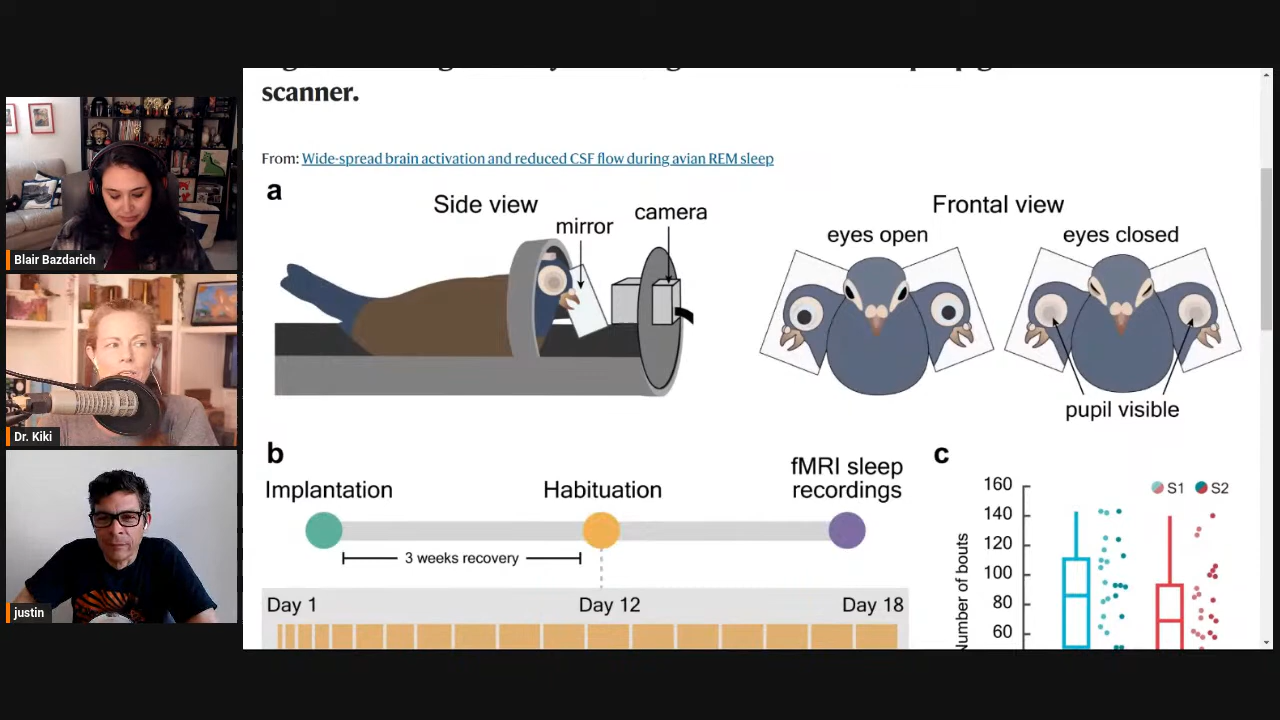 scanner.
From: Wide-spread brain activation and reduced CSF flow during avian REM sleep
a
Side view
mirror
camera
Frontal view
eyes open
eyes closed
pupil visible
b
Implantation
Habituation
fMRI sleep
recordings
3 weeks recovery
Day 1
Day 12
Day 18
c
S1
S2
Number of bouts
160
140
120
100
80
60
Blair Bazdarich
Dr. Kiki
justin